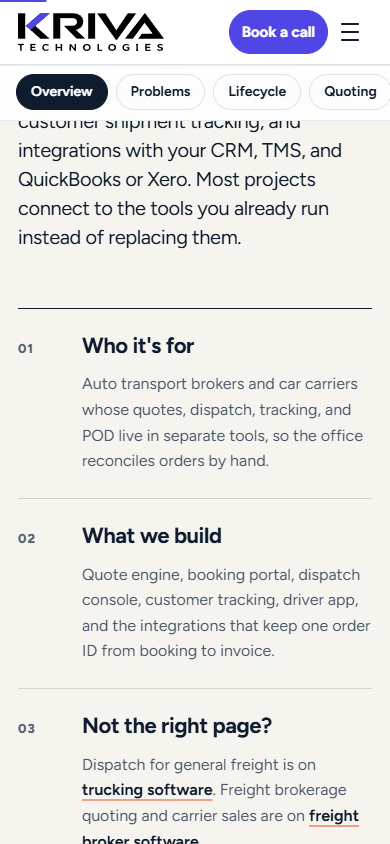 KRIVA
TECHNOLOGIES
Book a call
Overview
Problems
Lifecycle
Quoting
customer shipment tracking, and
integrations with your CRM, TMS, and
QuickBooks or Xero. Most projects
connect to the tools you already run
instead of replacing them.
01
Who it's for
Auto transport brokers and car carriers
whose quotes, dispatch, tracking, and
POD live in separate tools, so the office
reconciles orders by hand.
02
What we build
Quote engine, booking portal, dispatch
console, customer tracking, driver app,
and the integrations that keep one order
ID from booking to invoice.
03
Not the right page?
Dispatch for general freight is on
trucking software. Freight brokerage
quoting and carrier sales are on freight
broker software.